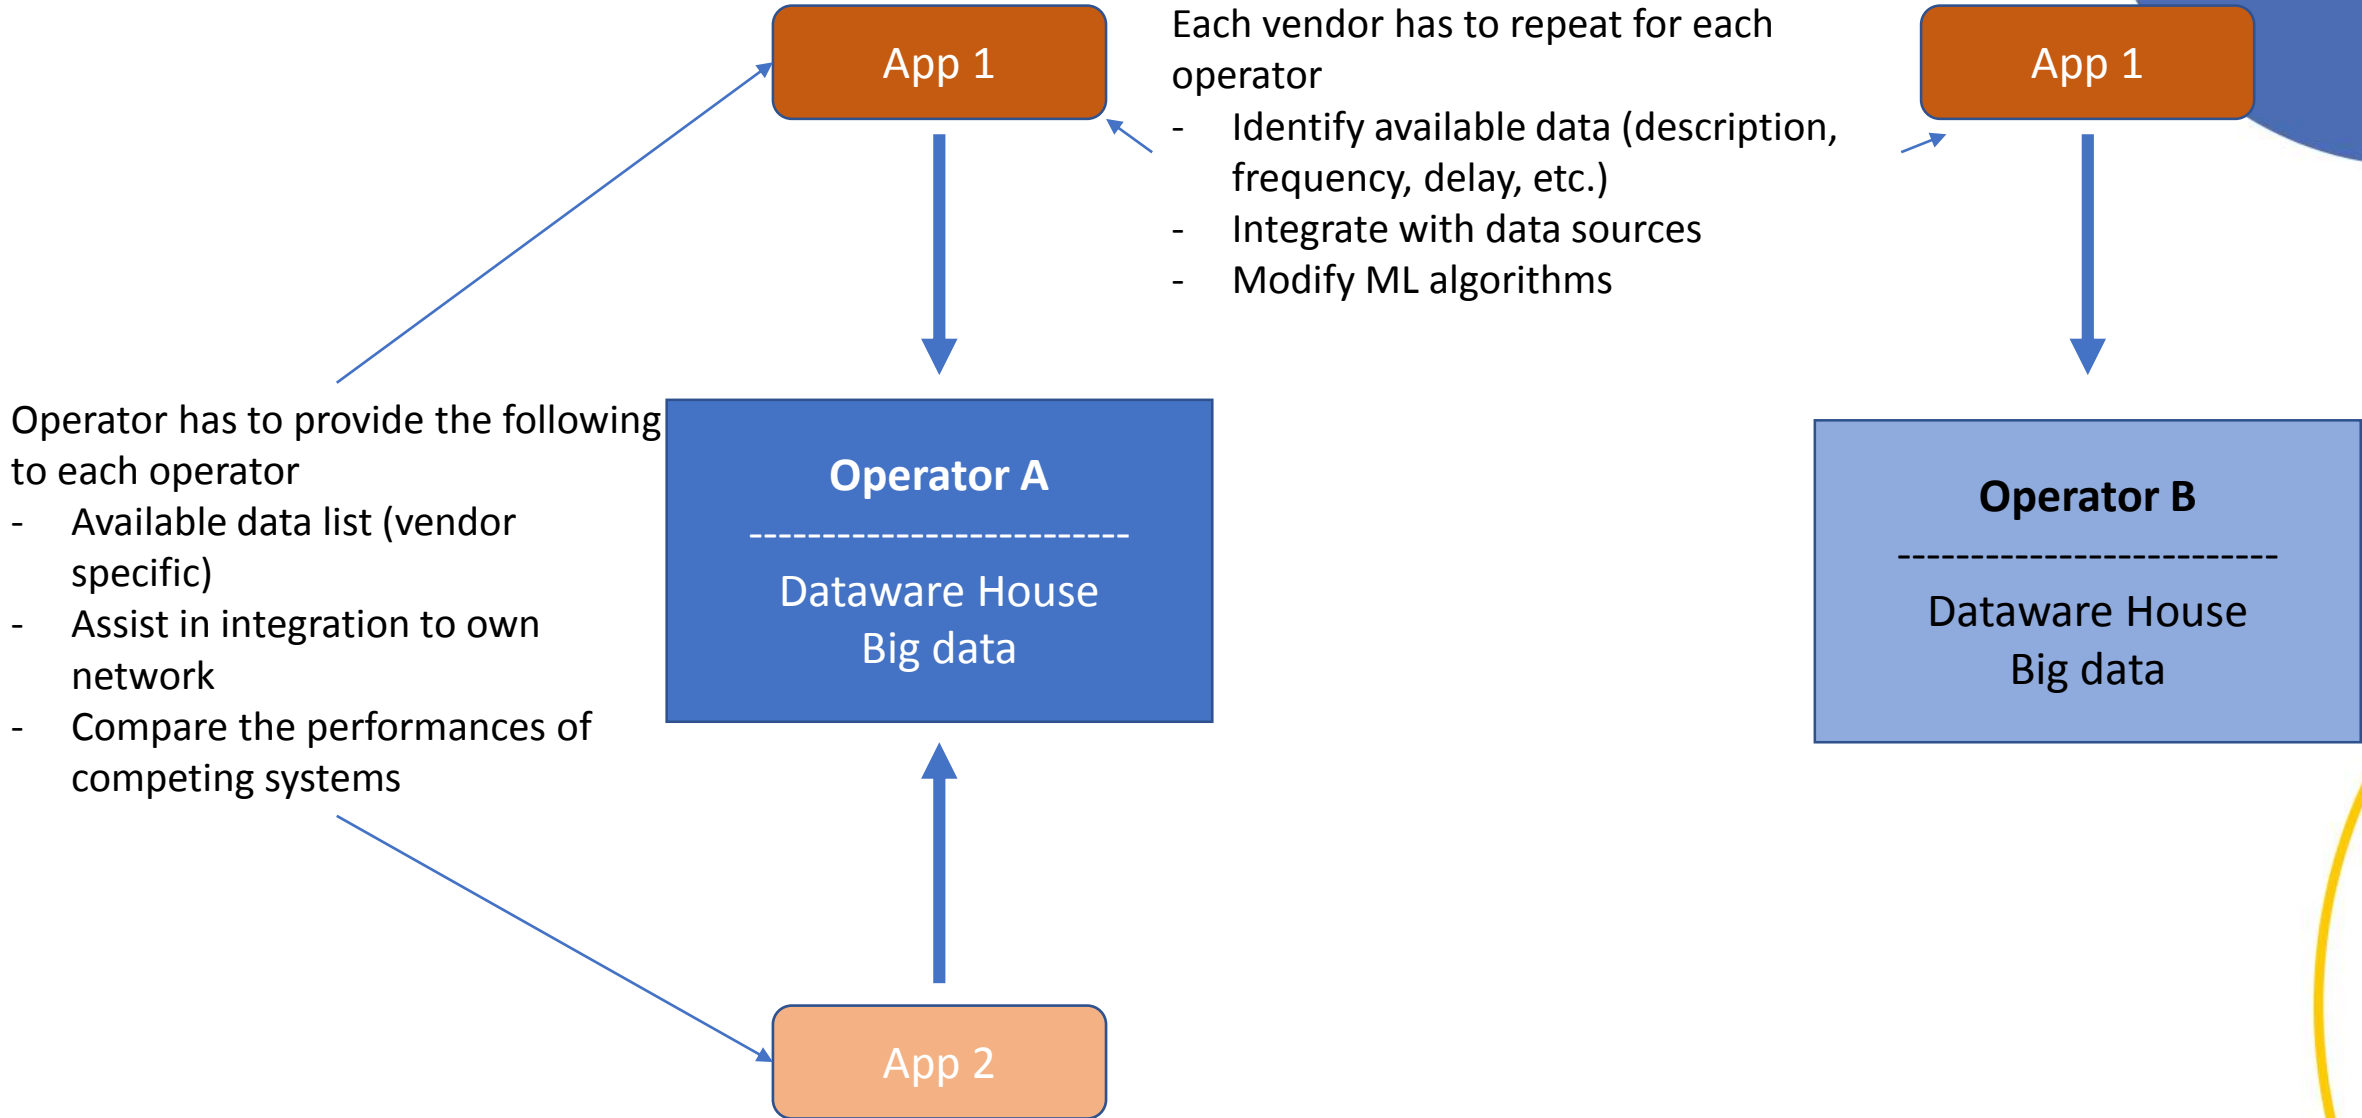 App 1
Each vendor has to repeat for each
operator
- Identify available data (description,
frequency, delay, etc.)
- Integrate with data sources
- Modify ML algorithms
App 1
Operator has to provide the following
to each operator
- Available data list (vendor
specific)
- Assist in integration to own
network
- Compare the performances of
competing systems
Operator A
--------------------------
Dataware House
Big data
Operator B
--------------------------
Dataware House
Big data
App 2